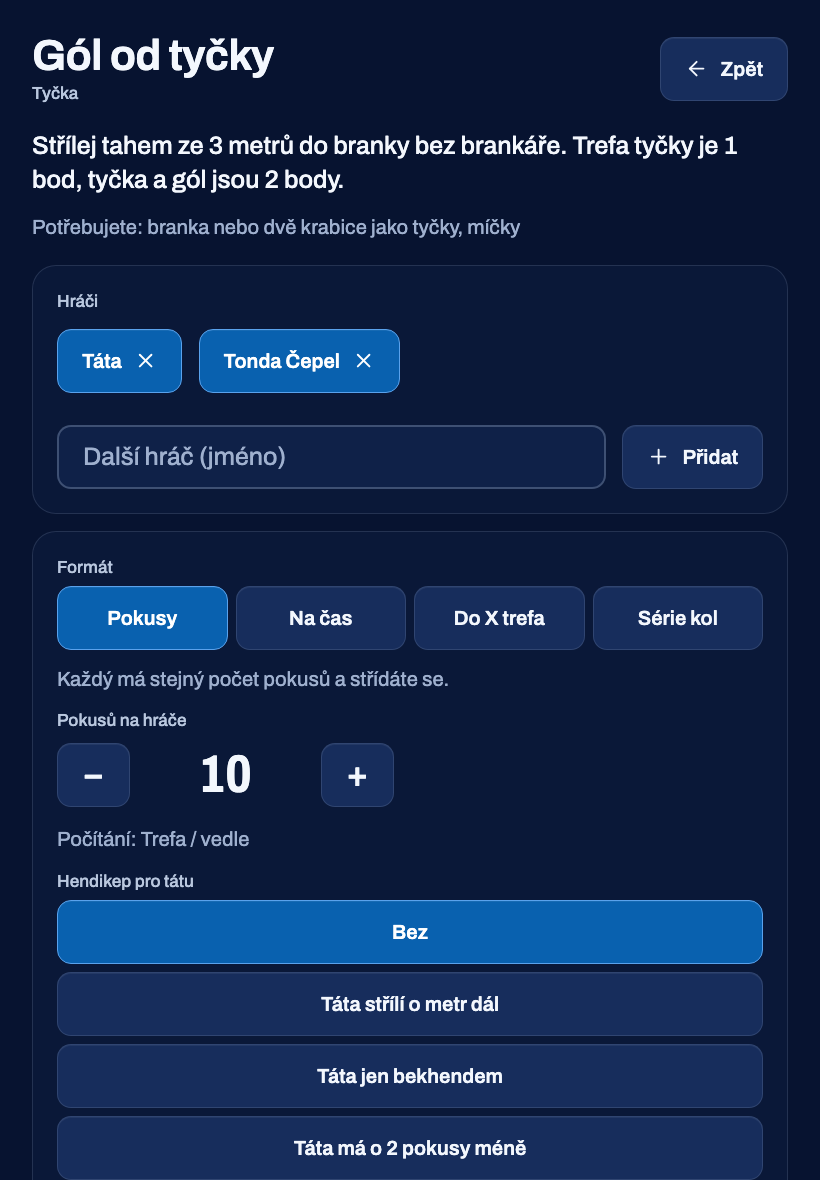 Gól od tyčky
Tyčka
← Zpět
Střílej tahem ze 3 metrů do branky bez brankáře. Trefa tyčky je 1
bod, tyčka a gól jsou 2 body.
Potřebujete: branka nebo dvě krabice jako tyčky, míčky
Hráči
Táta ×
Tonda Čepel ×
Další hráč (jméno)
+ Přidat
Formát
Pokusy
Na čas
Do X trefa
Série kol
Každý má stejný počet pokusů a střídáte se.
Pokusů na hráče
− 10 +
Počítání: Trefa / vedle
Hendikep pro tátu
Bez
Táta střílí o metr dál
Táta jen bekhendem
Táta má o 2 pokusy méně